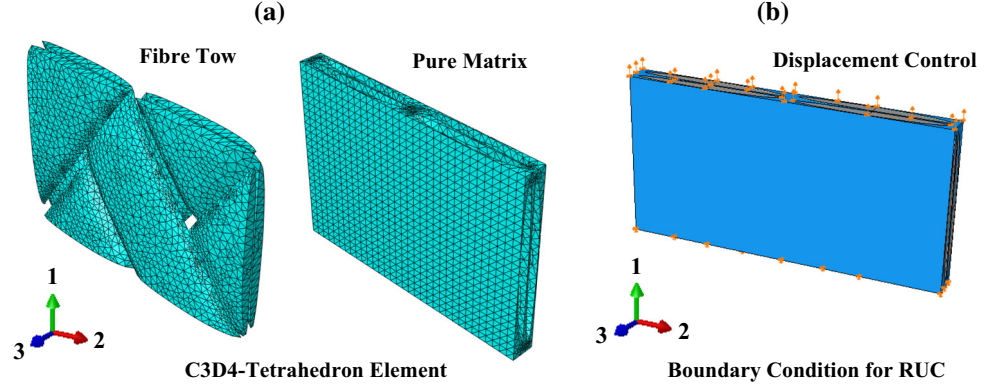 (a)
(b)
Fibre Tow
Pure Matrix
Displacement Control
1
2
3
1
2
3
C3D4-Tetrahedron Element
Boundary Condition for RUC